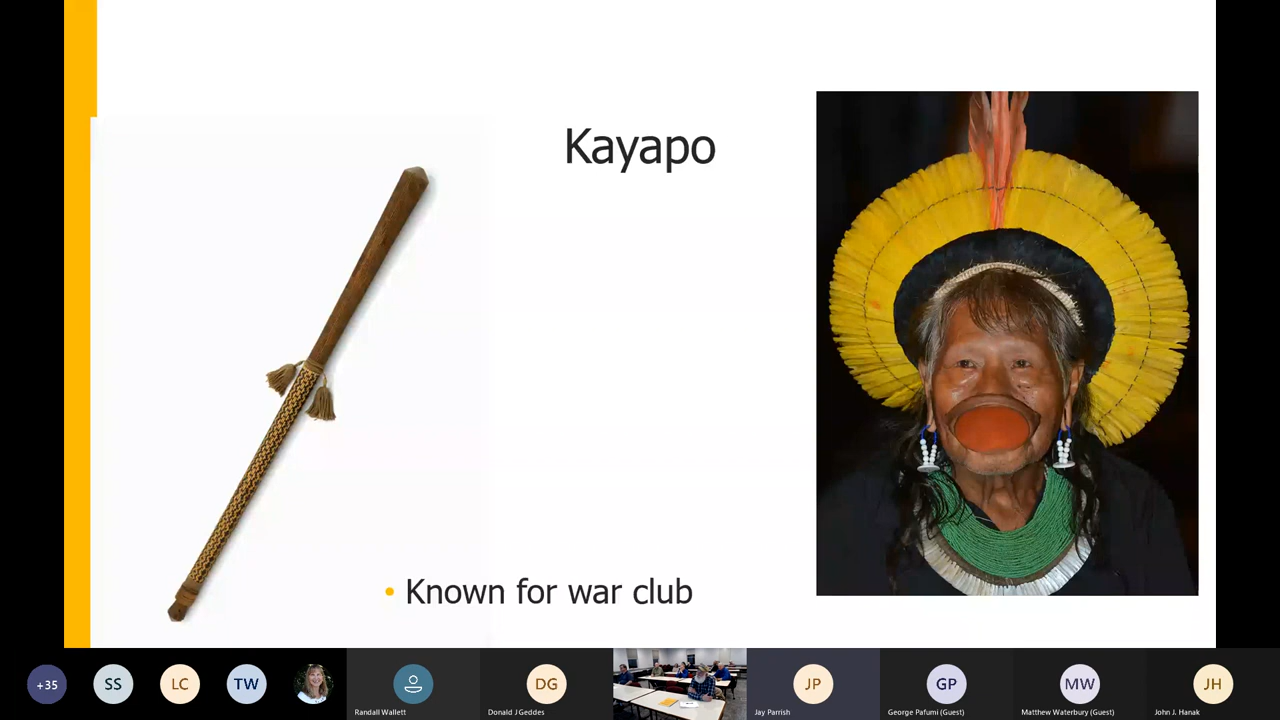 Kayapo
• Known for war club
+35
SS
LC
TW
Randall Wallett
DG
Donald J Geddes
JP
Jay Parrish
GP
George Pafumi (Guest)
MW
Matthew Waterbury (Guest)
JH
John J. Hanak